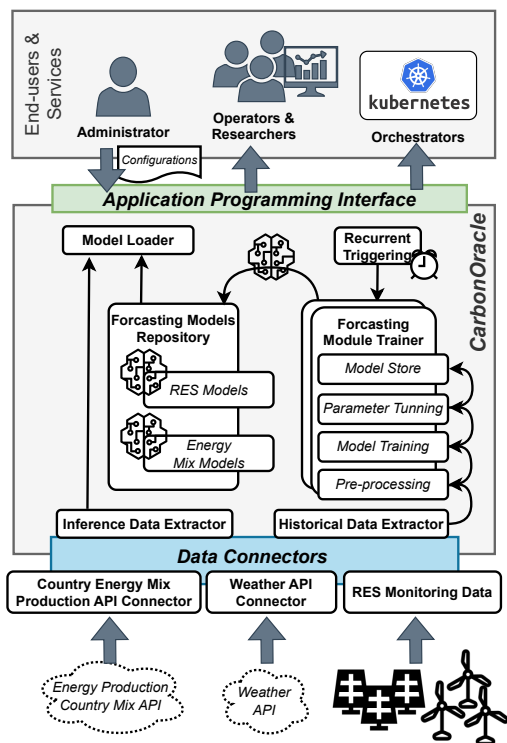 End-users &
Services
kubernetes
Administrator
Operators &
Researchers
Orchestrators
Configurations
Application Programming Interface
CarbonOracle
Model Loader
Recurrent
Triggering
Forcasting Models
Repository
RES Models
Energy
Mix Models
Forcasting
Module Trainer
Model Store
Parameter Tunning
Model Training
Pre-processing
Inference Data Extractor
Historical Data Extractor
Data Connectors
Country Energy Mix
Production API Connector
Weather API
Connector
RES Monitoring Data
Energy Production
Country Mix API
Weather
API